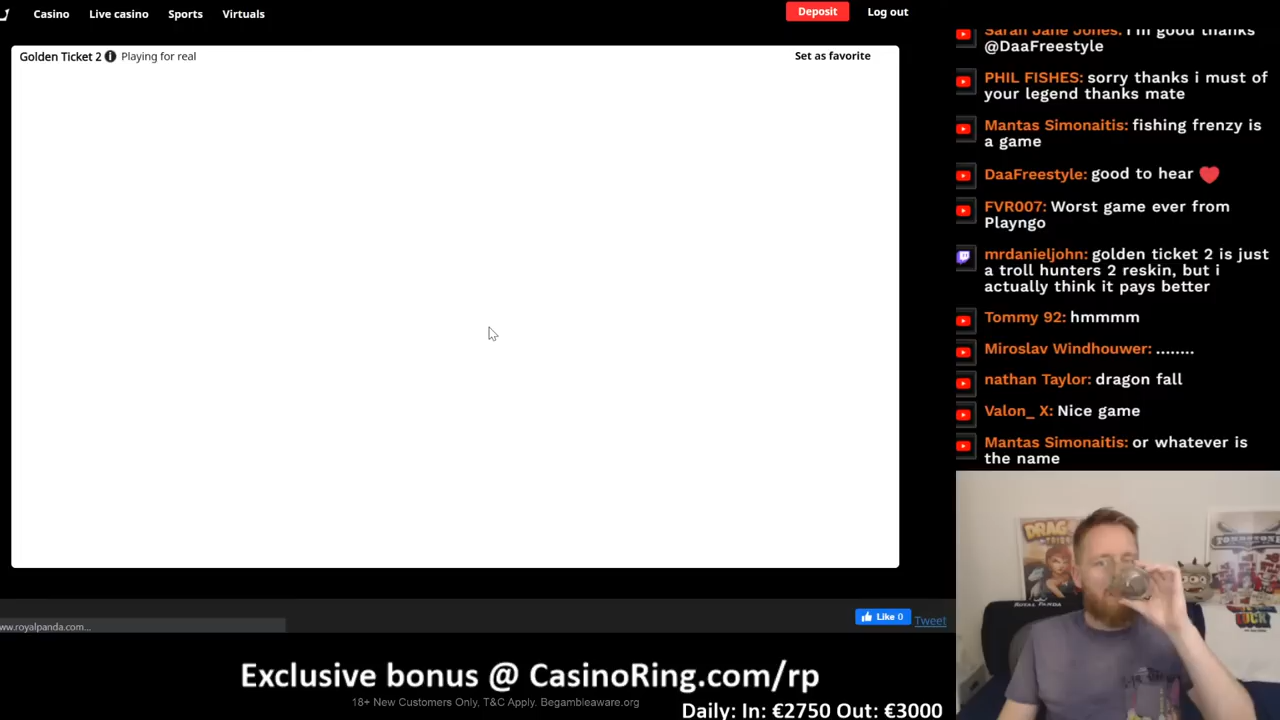 Casino Live casino Sports Virtuals Deposit Log out
Golden Ticket 2 Playing for real Set as favorite
Sarah Jane Jones: I'm good thanks
@DaaFreestyle
PHIL FISHES: sorry thanks i must of
your legend thanks mate
Mantas Simonaitis: fishing frenzy is
a game
DaaFreestyle: good to hear
FVR007: Worst game ever from
Playngo
mrdanieljohn: golden ticket 2 is just
a troll hunters 2 reskin, but i
actually think it pays better
Tommy 92: hmmmm
Miroslav Windhouwer: ........
nathan Taylor: dragon fall
Valon_ X: Nice game
Mantas Simonaitis: or whatever is
the name
Like 0 Tweet
ww.royalpanda.com...
Exclusive bonus @ CasinoRing.com/rp
18+ New Customers Only, T&C Apply. Begambleaware.org
Daily: In: €2750 Out: €3000
ROYAL PANDA
TOMBSTONE